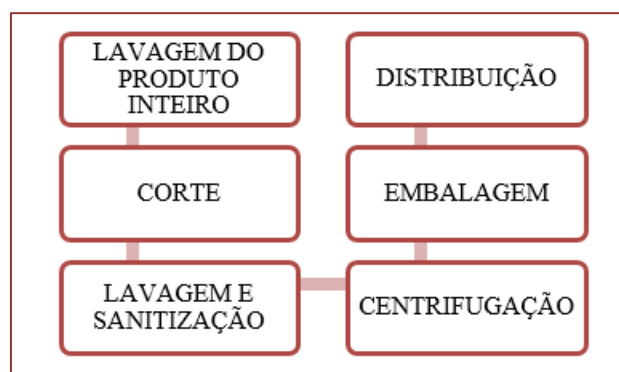 LAVAGEM DO
PRODUTO
INTEIRO
CORTE
LAVAGEM E
SANITIZAÇÃO
CENTRIFUGAÇÃO
EMBALAGEM
DISTRIBUIÇÃO